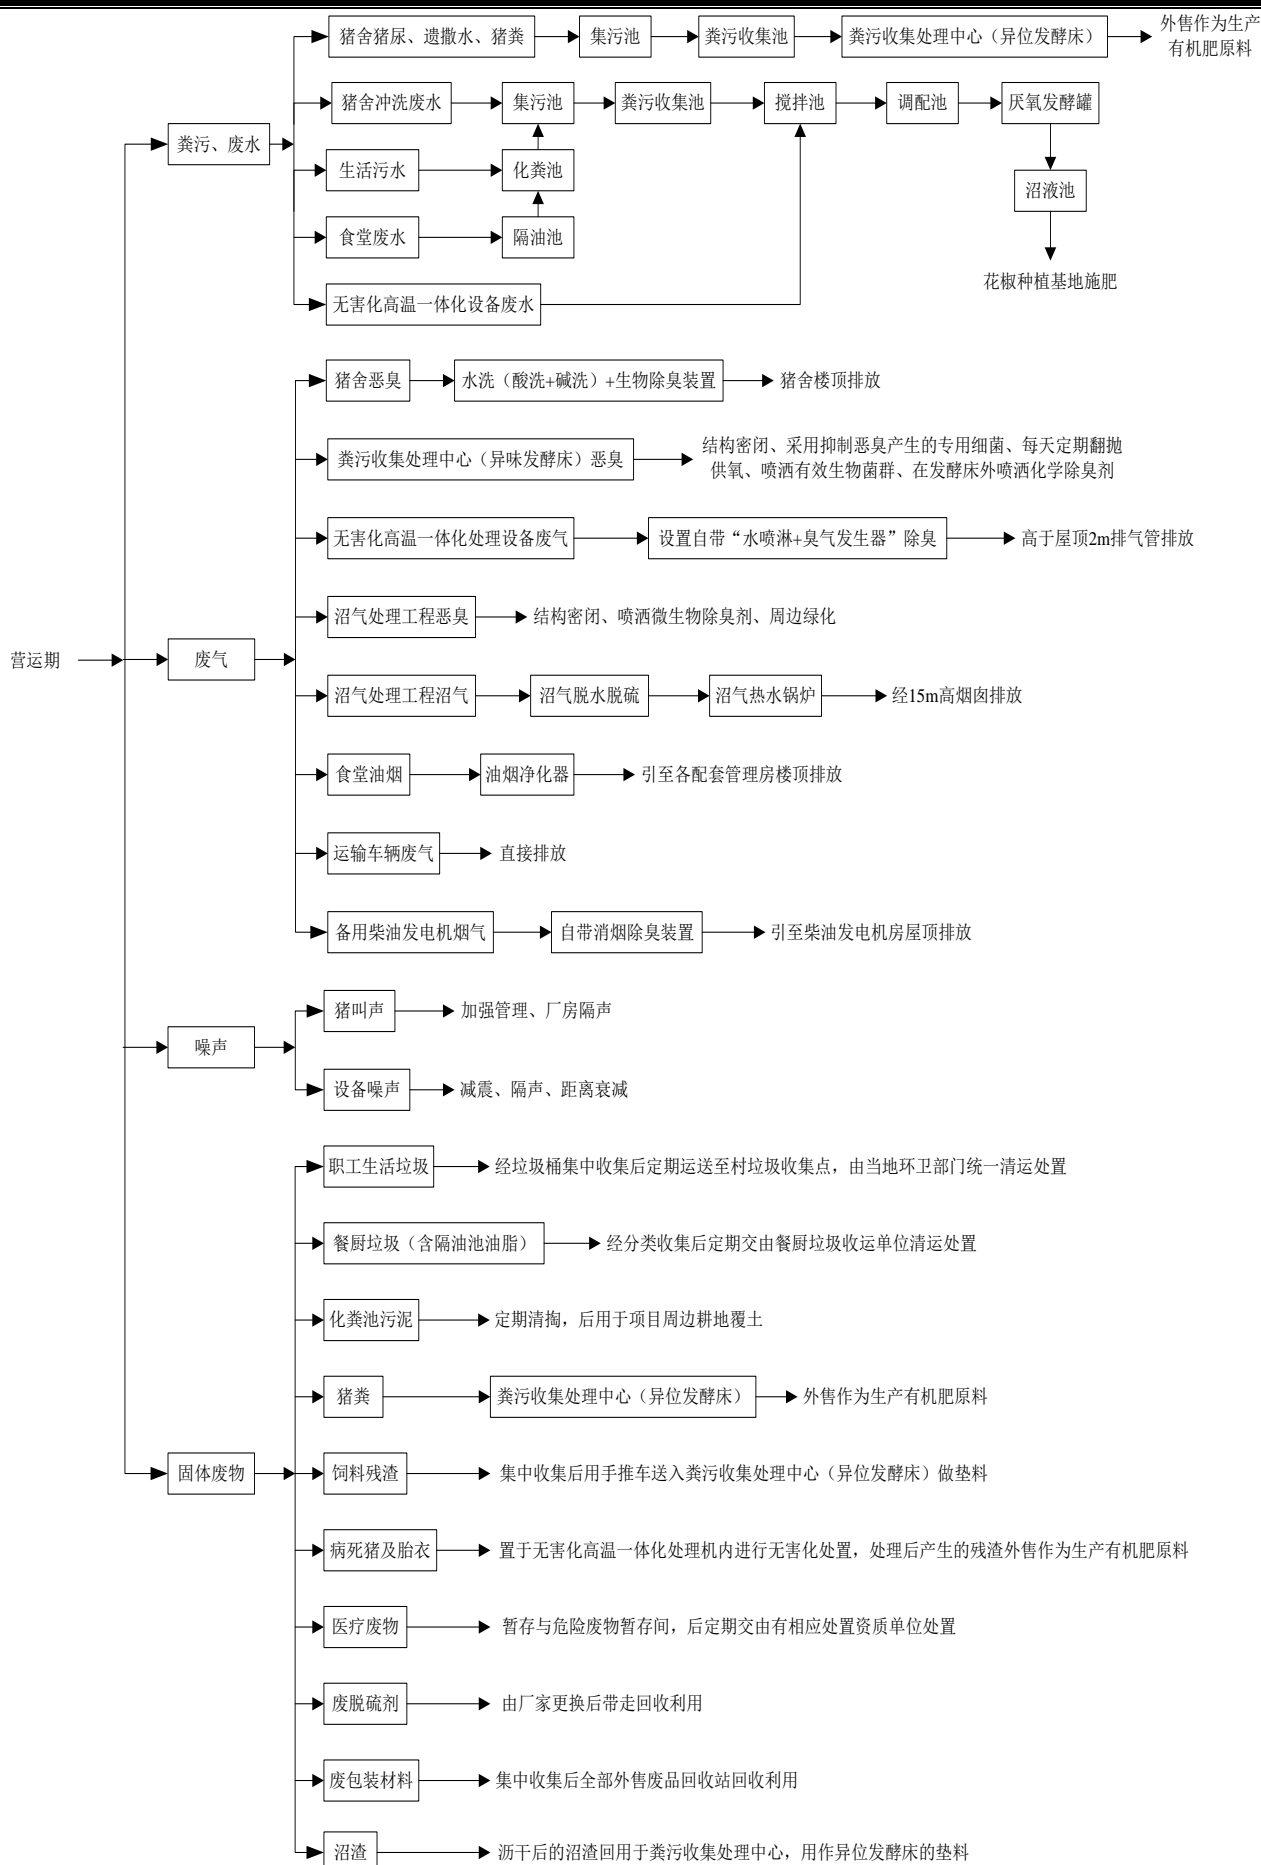 猪舍猪尿、遗撒水、猪粪
集污池
粪污收集池
粪污收集处理中心（异位发酵床）
外售作为生产
有机肥原料
猪舍冲洗废水
集污池
粪污收集池
搅拌池
调配池
厌氧发酵罐
粪污、废水
生活污水
化粪池
沼液池
食堂废水
隔油池
花椒种植基地施肥
无害化高温一体化设备废水
猪舍恶臭
水洗（酸洗+碱洗）+生物除臭装置
猪舍楼顶排放
粪污收集处理中心（异味发酵床）恶臭
结构密闭、采用抑制恶臭产生的专用细菌、每天定期翻抛
供氧、喷洒有效生物菌群、在发酵床外喷洒化学除臭剂
无害化高温一体化处理设备废气
设置自带“水喷淋+臭气发生器”除臭
高于屋顶2m排气管排放
沼气处理工程恶臭
结构密闭、喷洒微生物除臭剂、周边绿化
营运期
废气
沼气处理工程沼气
沼气脱水脱硫
沼气热水锅炉
经15m高烟囱排放
食堂油烟
油烟净化器
引至各配套管理房楼顶排放
运输车辆废气
直接排放
备用柴油发电机烟气
自带消烟除臭装置
引至柴油发电机房屋顶排放
猪叫声
加强管理、厂房隔声
噪声
设备噪声
减震、隔声、距离衰减
职工生活垃圾
经垃圾桶集中收集后定期运送至村垃圾收集点，由当地环卫部门统一清运处置
餐厨垃圾（含隔油池油脂）
经分类收集后定期交由餐厨垃圾收运单位清运处置
化粪池污泥
定期清掏，后用于项目周边耕地覆土
猪粪
粪污收集处理中心（异位发酵床）
外售作为生产有机肥原料
固体废物
饲料残渣
集中收集后用手推车送入粪污收集处理中心（异位发酵床）做垫料
病死猪及胎衣
置于无害化高温一体化处理机内进行无害化处置，处理后产生的残渣外售作为生产有机肥原料
医疗废物
暂存与危险废物暂存间，后定期交由有相应处置资质单位处置
废脱硫剂
由厂家更换后带走回收利用
废包装材料
集中收集后全部外售废品回收站回收利用
沼渣
沥干后的沼渣回用于粪污收集处理中心，用作异位发酵床的垫料